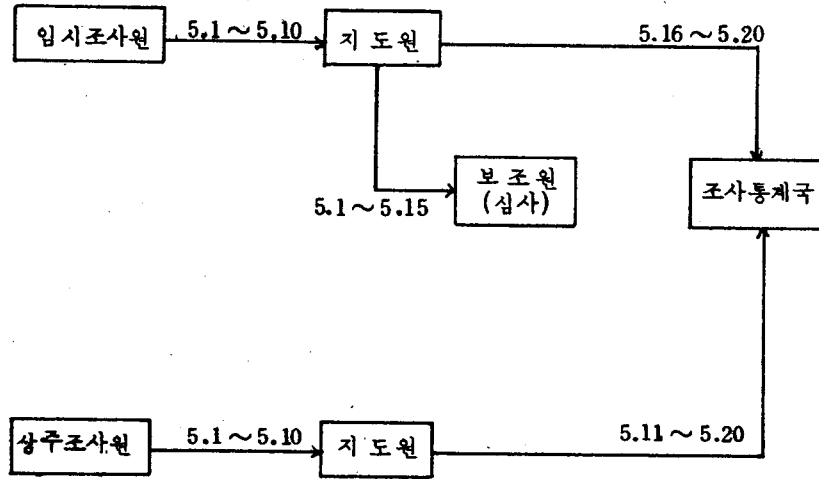 임시조사원
5.1~5.10
지도원
5.16~5.20
5.1~5.15
보조원
(심사)
조사통계국
상주조사원
5.1~5.10
지도원
5.11~5.20